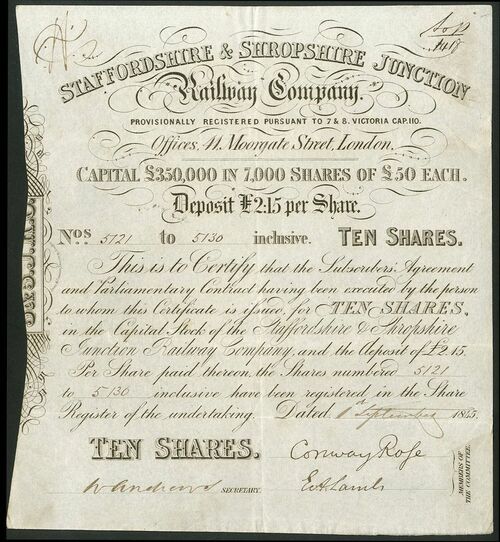 STAFFORDSHIRE & SHROPSHIRE JUNCTION
Railway Company.
PROVISIONALLY REGISTERED PURSUANT TO 7 & 8. VICTORIA CAP. 110.
Offices, 41, Moorgate Street, London.
CAPITAL £350,000 IN 7,000 SHARES OF £50 EACH.
Deposit £2.15 per Share.
Nos 5121 to 5130 inclusive. TEN SHARES.
This is to Certify that the Subscribers' Agreement
and Parliamentary Contract having been executed by the person
to whom this Certificate is issued, for TEN SHARES,
in the Capital Stock of the Staffordshire & Shropshire
Junction Railway Company, and the Deposit of £2.15.
Per Share paid thereon, the Shares numbered 5121
to 5130 inclusive have been registered in the Share
Register of the undertaking. Dated September 1845.
TEN SHARES. Conway Rose
W Andrews SECRETARY. E A Lamb
MEMBERS OF
THE COMMITTEE.